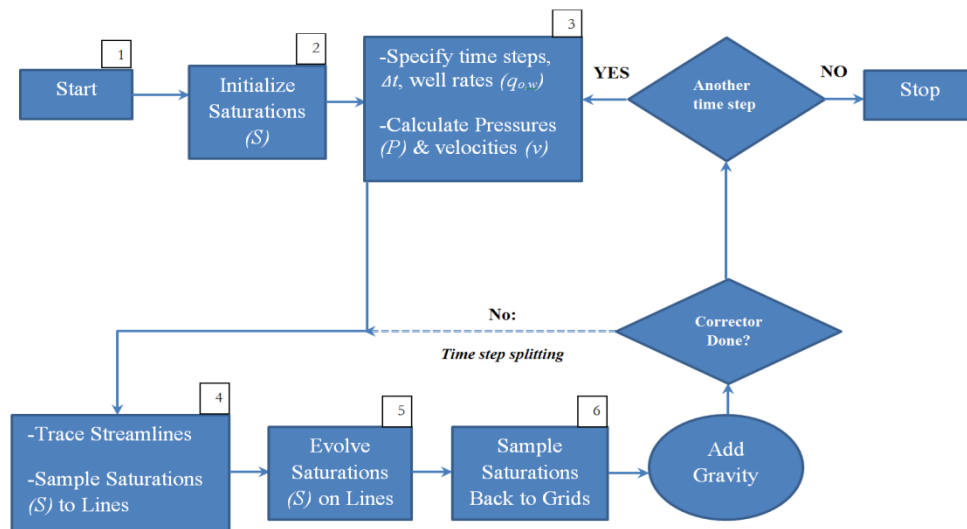 1
Start
2
Initialize
Saturations
(S)
3
-Specify time steps,
Δt, well rates (qo,w)
-Calculate Pressures
(P) & velocities (v)
YES
Another
time step
NO
Stop
No:
Time step splitting
Corrector
Done?
4
-Trace Streamlines
-Sample Saturations
(S) to Lines
5
Evolve
Saturations
(S) on Lines
6
Sample
Saturations
Back to Grids
Add
Gravity